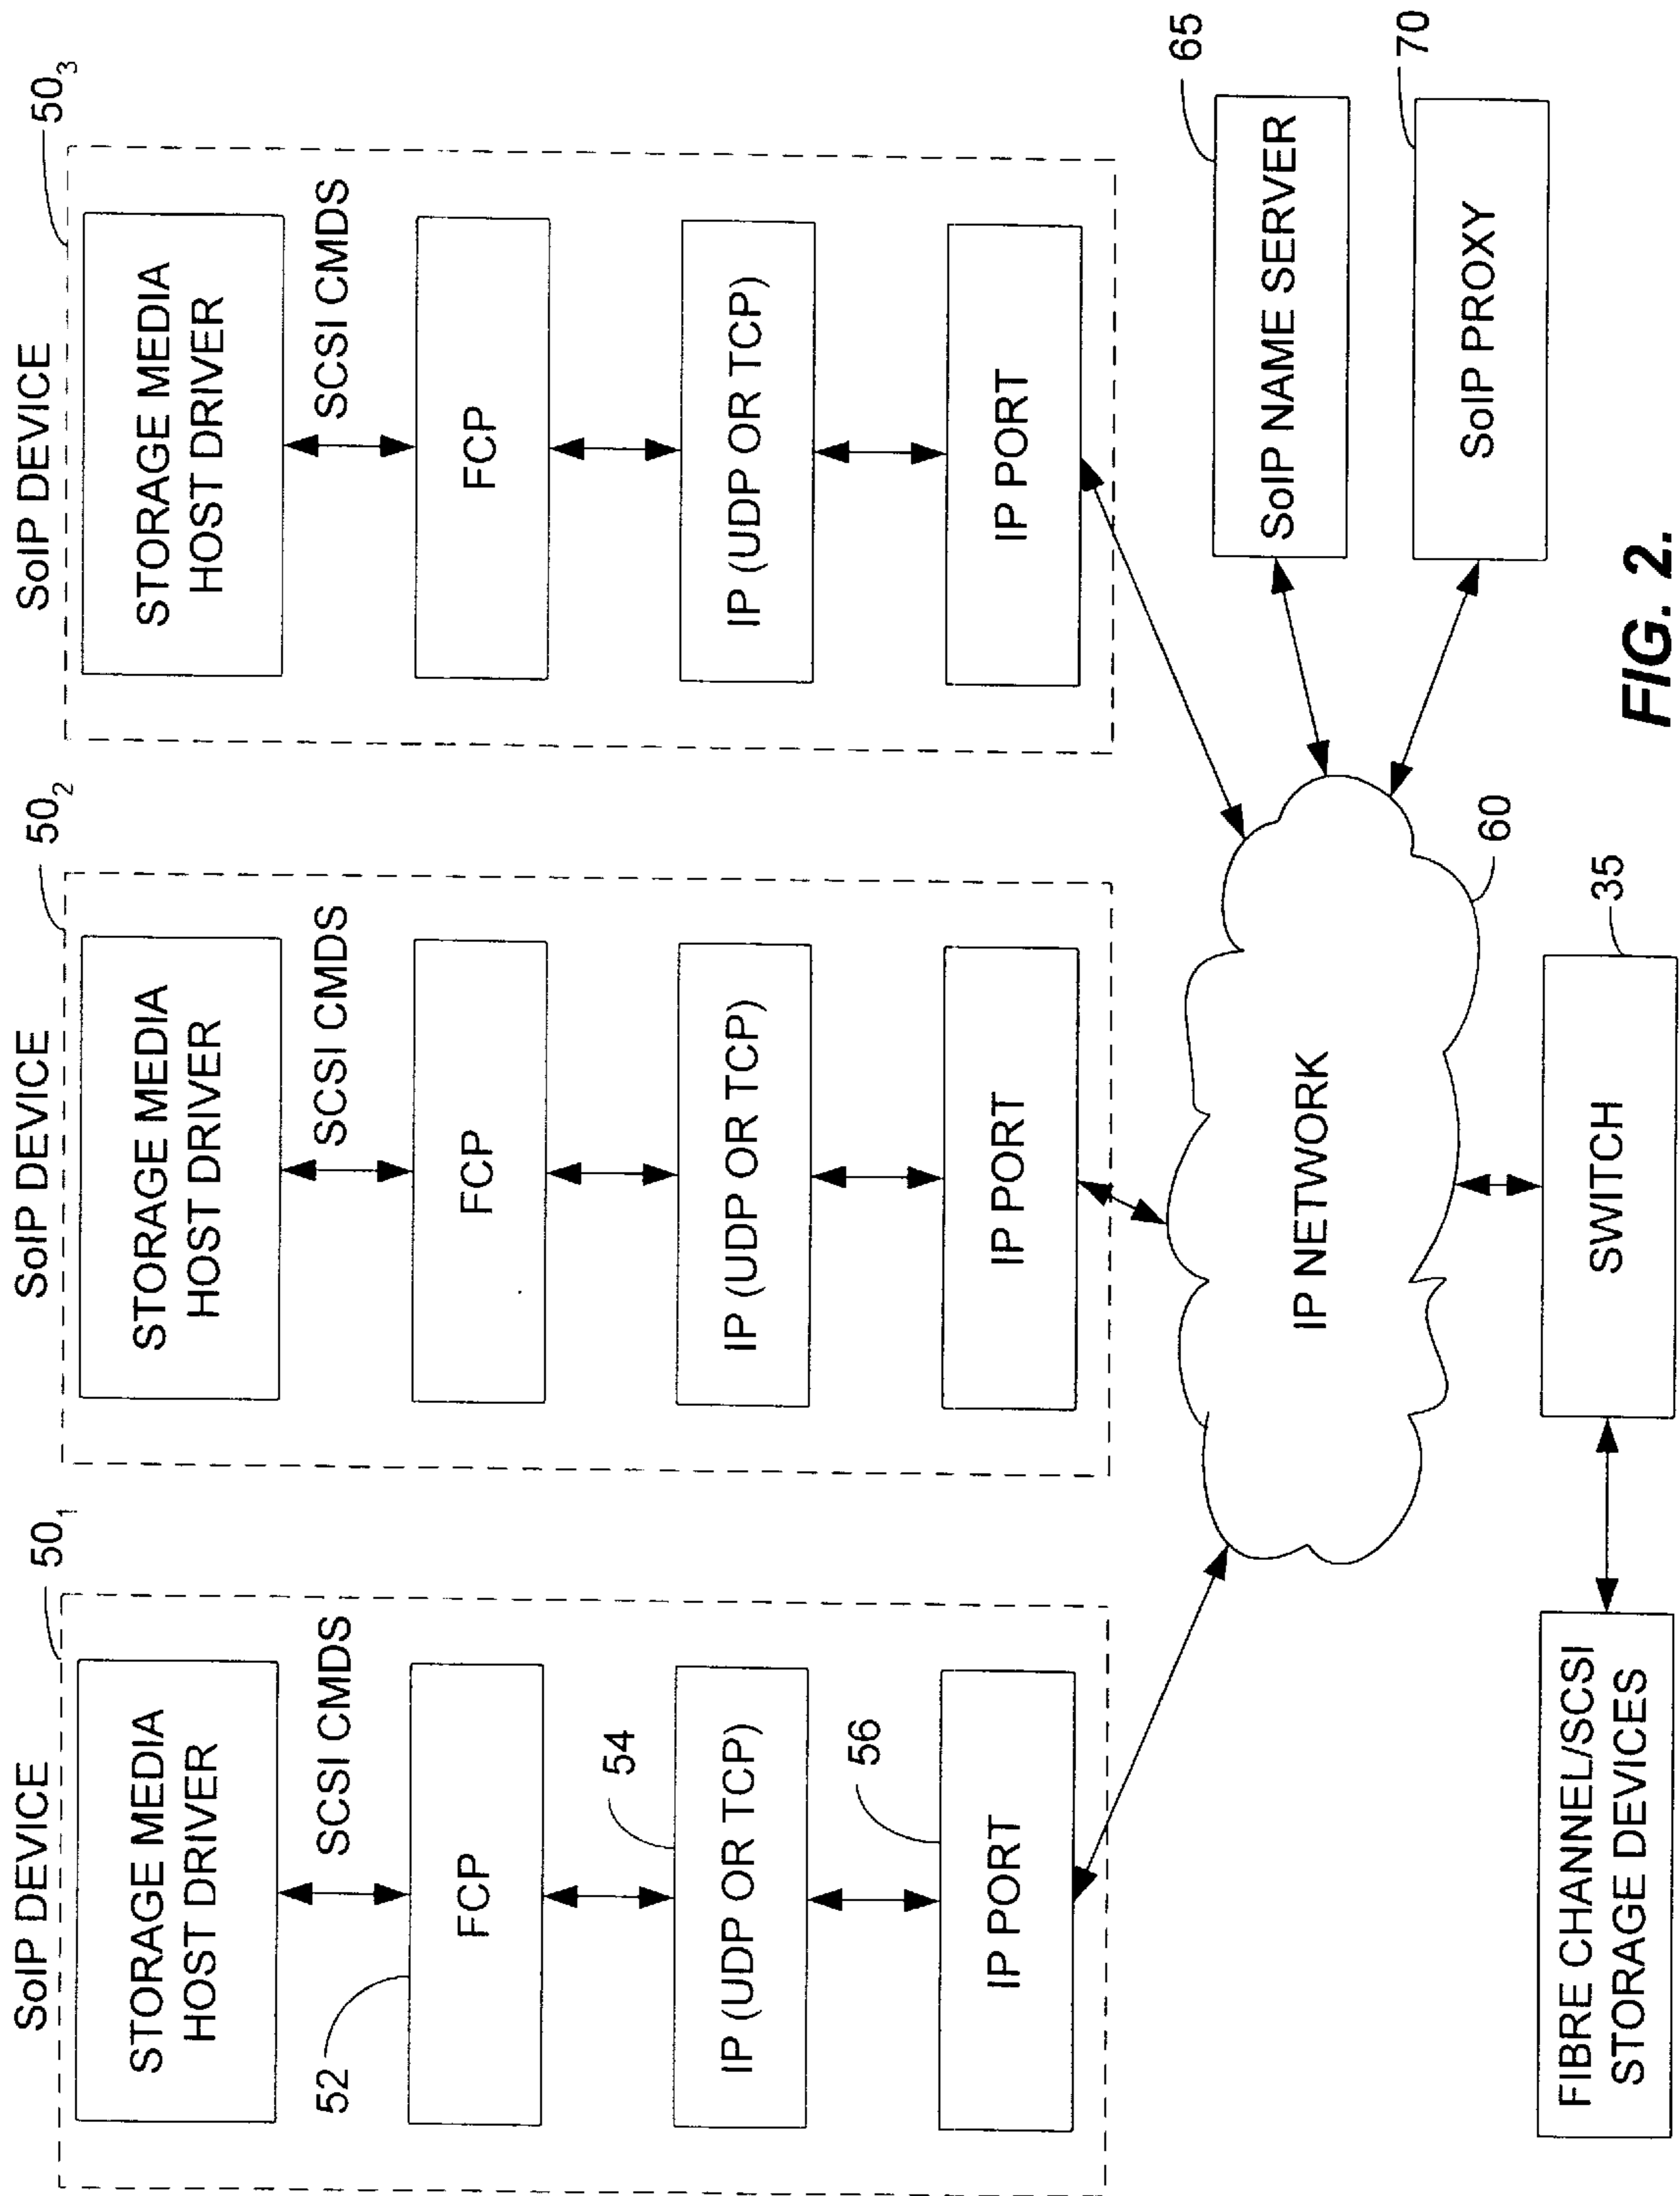 SoIP DEVICE
50₁
STORAGE MEDIA
HOST DRIVER
SCSI CMDS
52
FCP
54
IP (UDP OR TCP)
56
IP PORT
SoIP DEVICE
50₂
STORAGE MEDIA
HOST DRIVER
SCSI CMDS
FCP
IP (UDP OR TCP)
IP PORT
SoIP DEVICE
50₃
STORAGE MEDIA
HOST DRIVER
SCSI CMDS
FCP
IP (UDP OR TCP)
IP PORT
IP NETWORK
60
65
SoIP NAME SERVER
70
SoIP PROXY
35
SWITCH
FIBRE CHANNEL/SCSI
STORAGE DEVICES
FIG. 2.